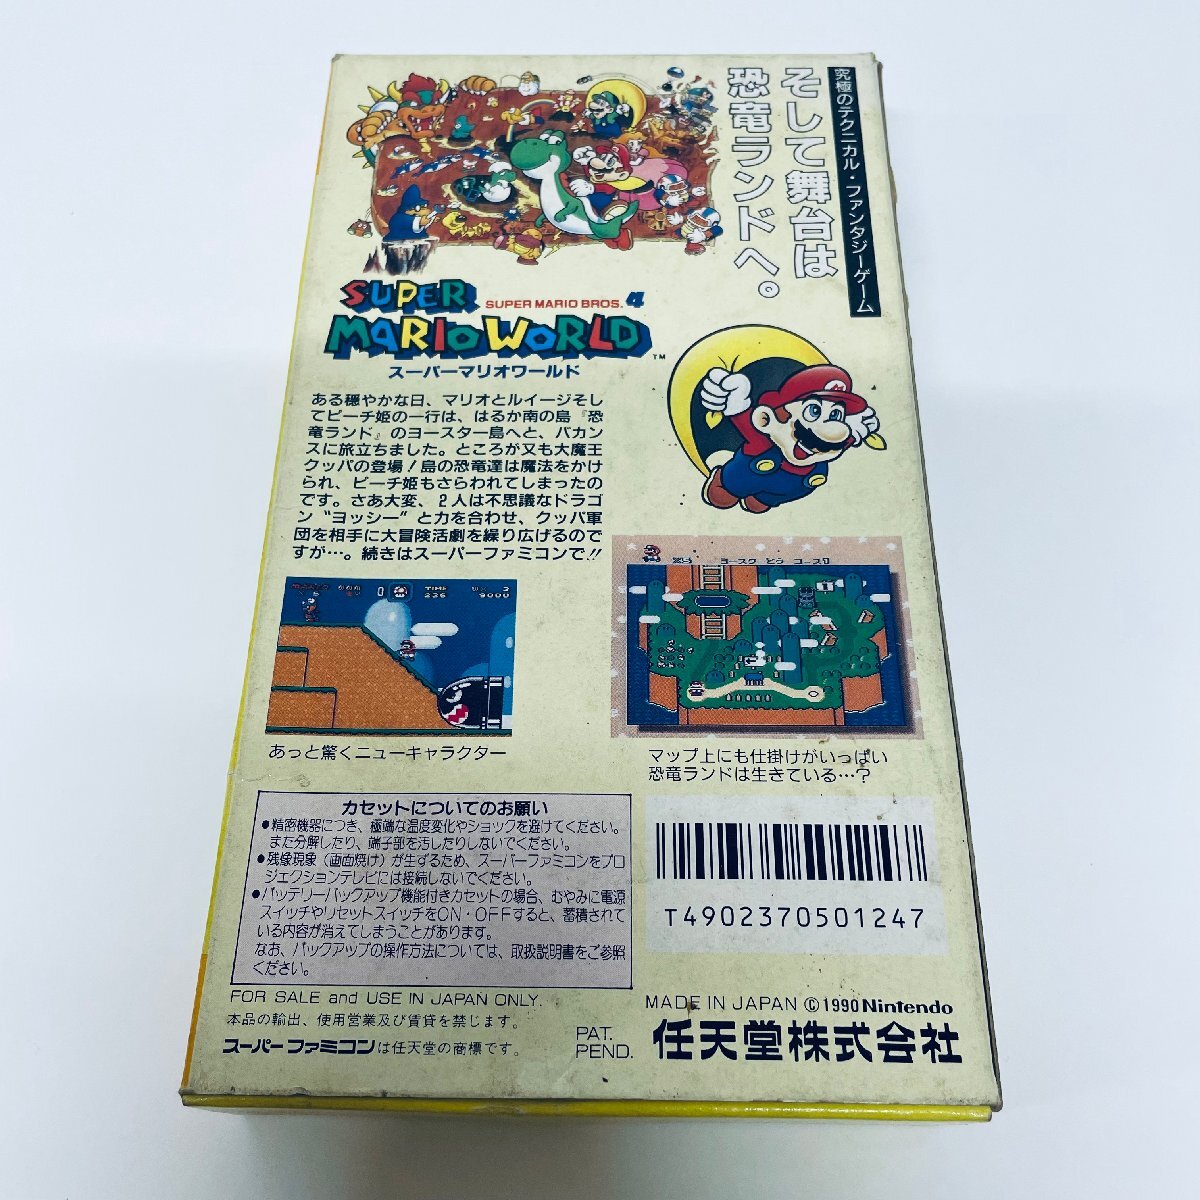 究極のテクニカル・ファンタジーゲーム
そして舞台は
恐竜ランドへ。
SUPER
SUPER MARIO BROS. 4
MARIO WORLD ™
スーパーマリオワールド
ある穏やかな日、マリオとルイージそし
てピーチ姫の一行は、はるか南の島『恐
竜ランド』のヨースター島へと、バカン
スに旅立ちました。ところが又も大魔王
クッパの登場！島の恐竜達は魔法をかけ
られ、ピーチ姫もさらわれてしまったの
です。さあ大変、2人は不思議なドラゴ
ン“ヨッシー”と力を合わせ、クッパ軍
団を相手に大冒険活劇を繰り広げるので
すが…。続きはスーパーファミコンで!!
TIME
236
9000
あっと驚くニューキャラクター
コース1
マップ上にも仕掛けがいっぱい
恐竜ランドは生きている…？
カセットについてのお願い
●精密機器につき、極端な温度変化やショックを避けてください。
また分解したり、端子部を汚したりしないでください。
●残像現象（画面焼け）が生ずるため、スーパーファミコンをプロ
ジェクションテレビには接続しないでください。
●バッテリーバックアップ機能付きカセットの場合、むやみに電源
スイッチやリセットスイッチをON・OFFすると、蓄積されて
いる内容が消えてしまうことがあります。
なお、バックアップの操作方法については、取扱説明書をご参照
ください。
T4902370501247
FOR SALE and USE IN JAPAN ONLY.
本品の輸出、使用営業及び賃貸を禁じます。
スーパーファミコンは任天堂の商標です。
PAT.
PEND.
MADE IN JAPAN ©1990 Nintendo
任天堂株式会社